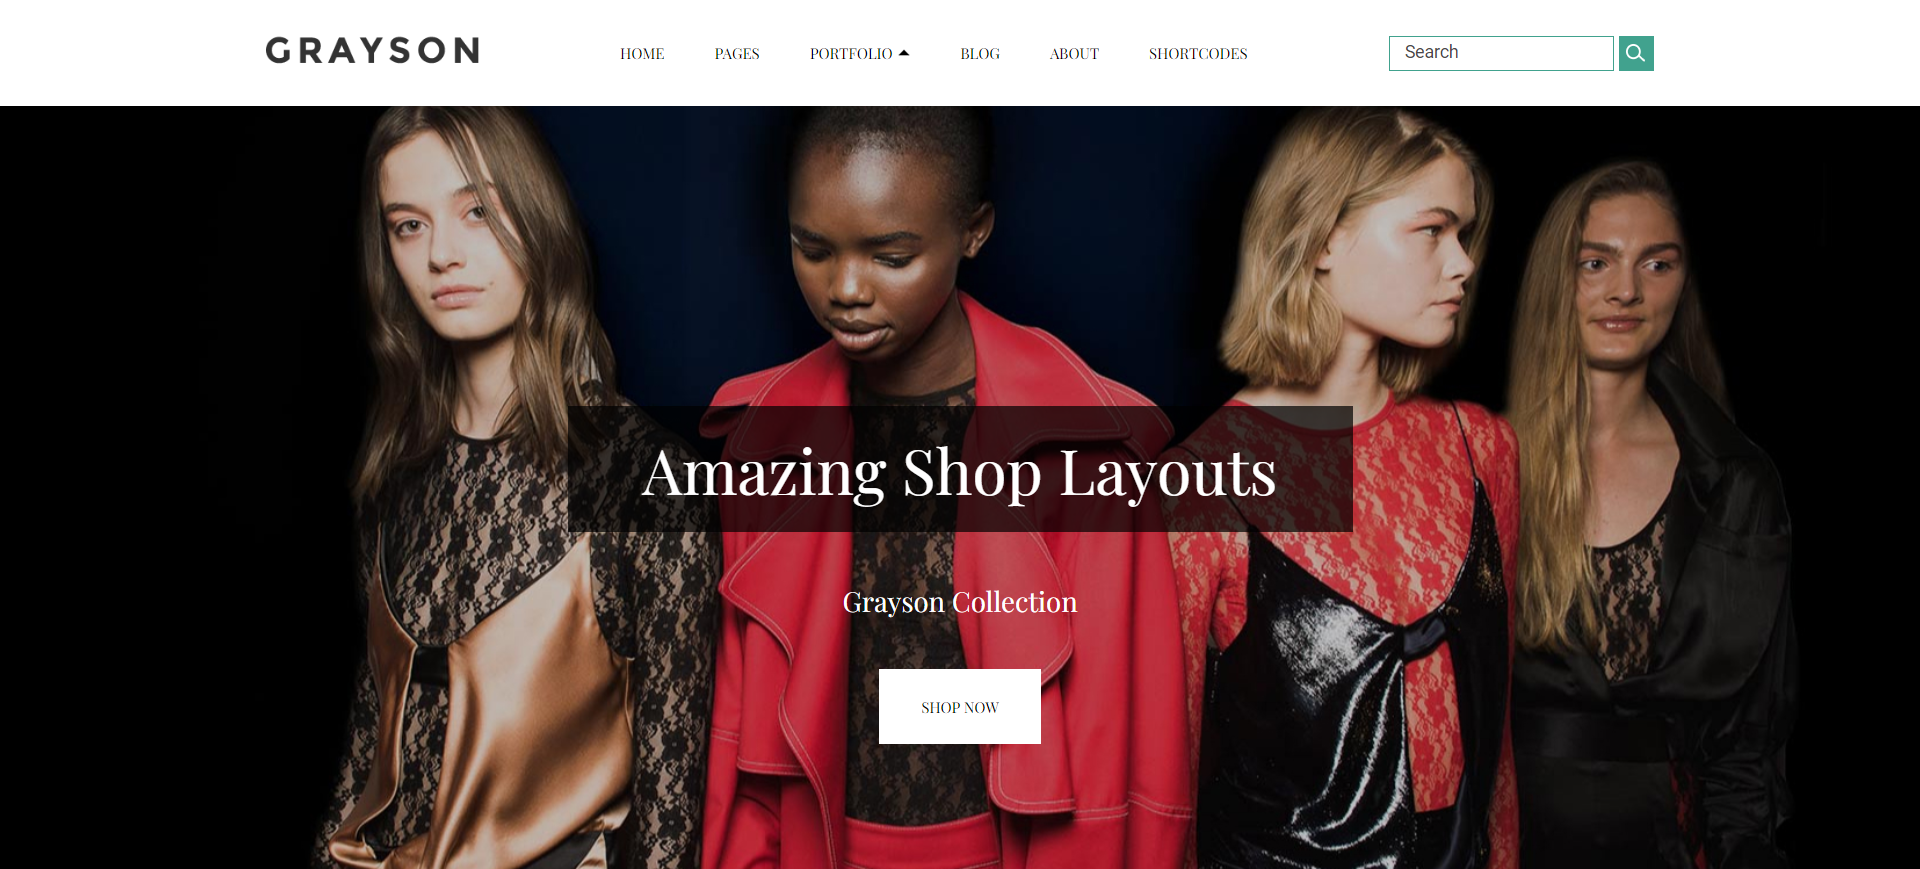 GRAYSON
HOME PAGES PORTFOLIO BLOG ABOUT SHORTCODES
Search
Amazing Shop Layouts
Grayson Collection
SHOP NOW